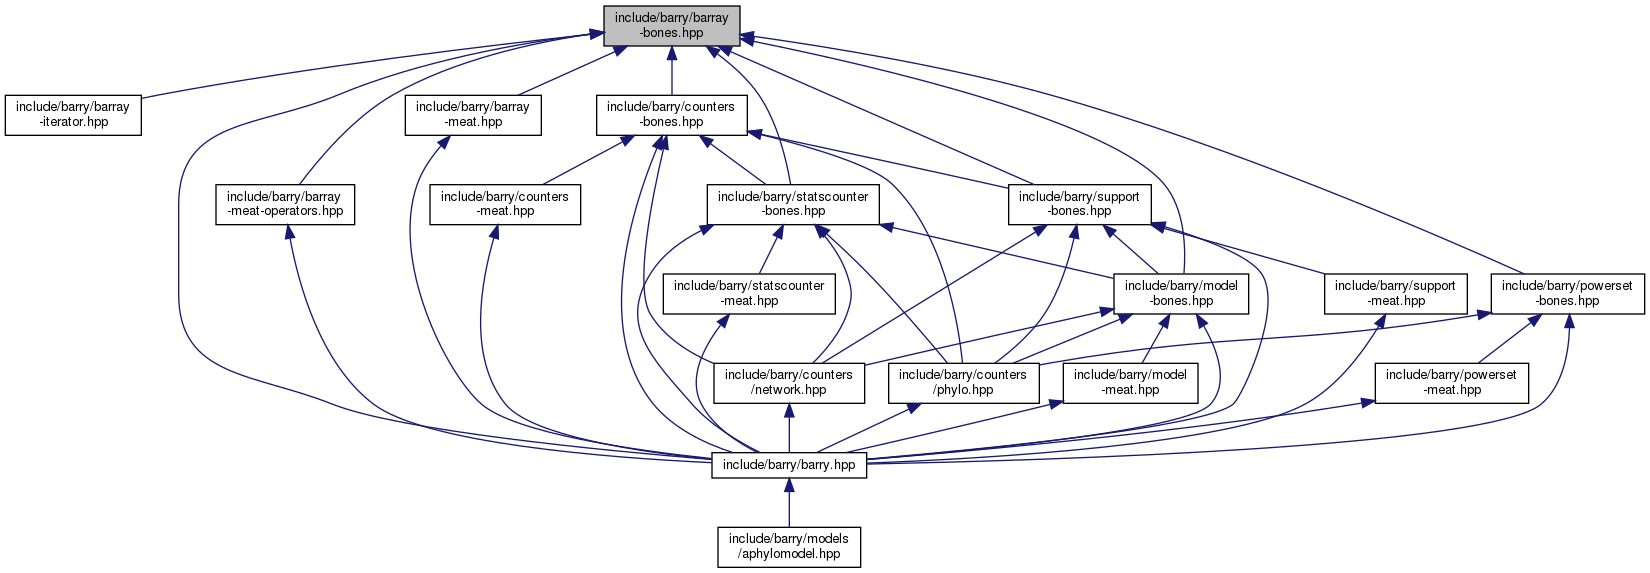 include/barry/barray
-bones.hpp
include/barry/barray
-iterator.hpp
include/barry/barray
-meat.hpp
include/barry/counters
-bones.hpp
include/barry/barray
-meat-operators.hpp
include/barry/counters
-meat.hpp
include/barry/statscounter
-bones.hpp
include/barry/support
-bones.hpp
include/barry/statscounter
-meat.hpp
include/barry/model
-bones.hpp
include/barry/support
-meat.hpp
include/barry/powerset
-bones.hpp
include/barry/counters
/network.hpp
include/barry/counters
/phylo.hpp
include/barry/model
-meat.hpp
include/barry/powerset
-meat.hpp
include/barry/barry.hpp
include/barry/models
/aphylomodel.hpp